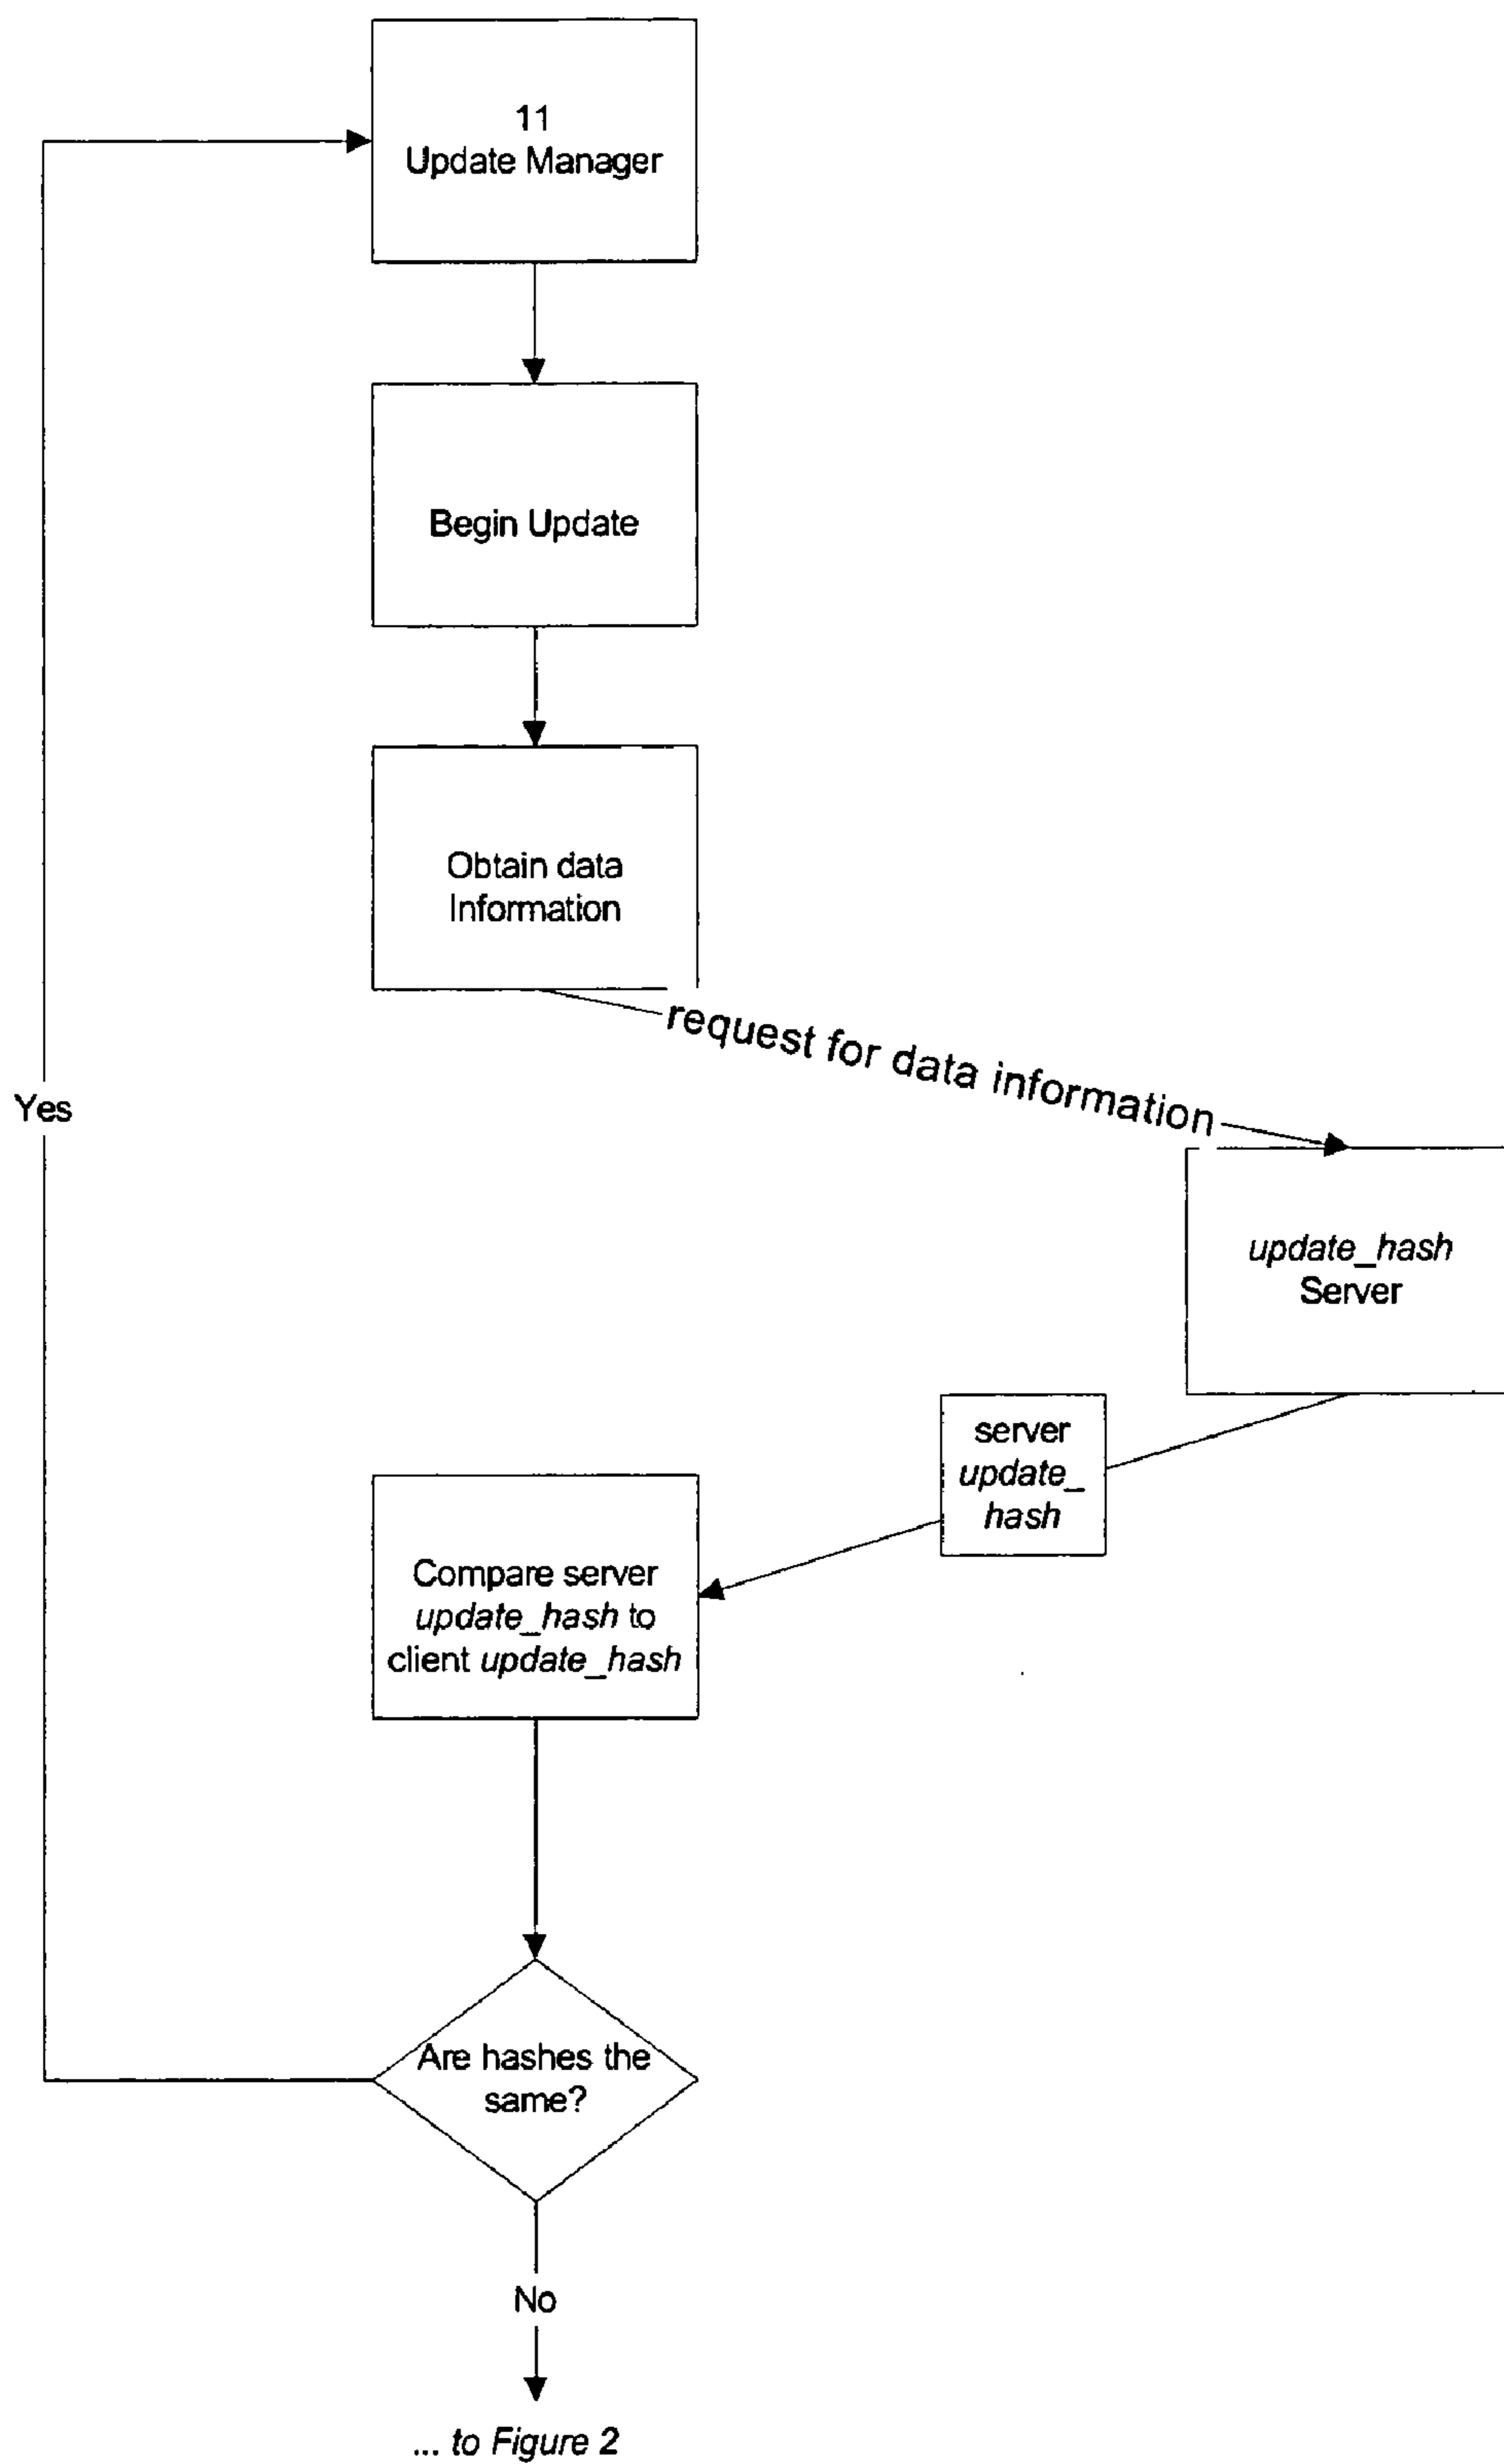 11
Update Manager
Begin Update
Obtain data
Information
request for data information
Yes
update_hash
Server
server
update_
hash
Compare server
update_hash to
client update_hash
Are hashes the
same?
No
... to Figure 2